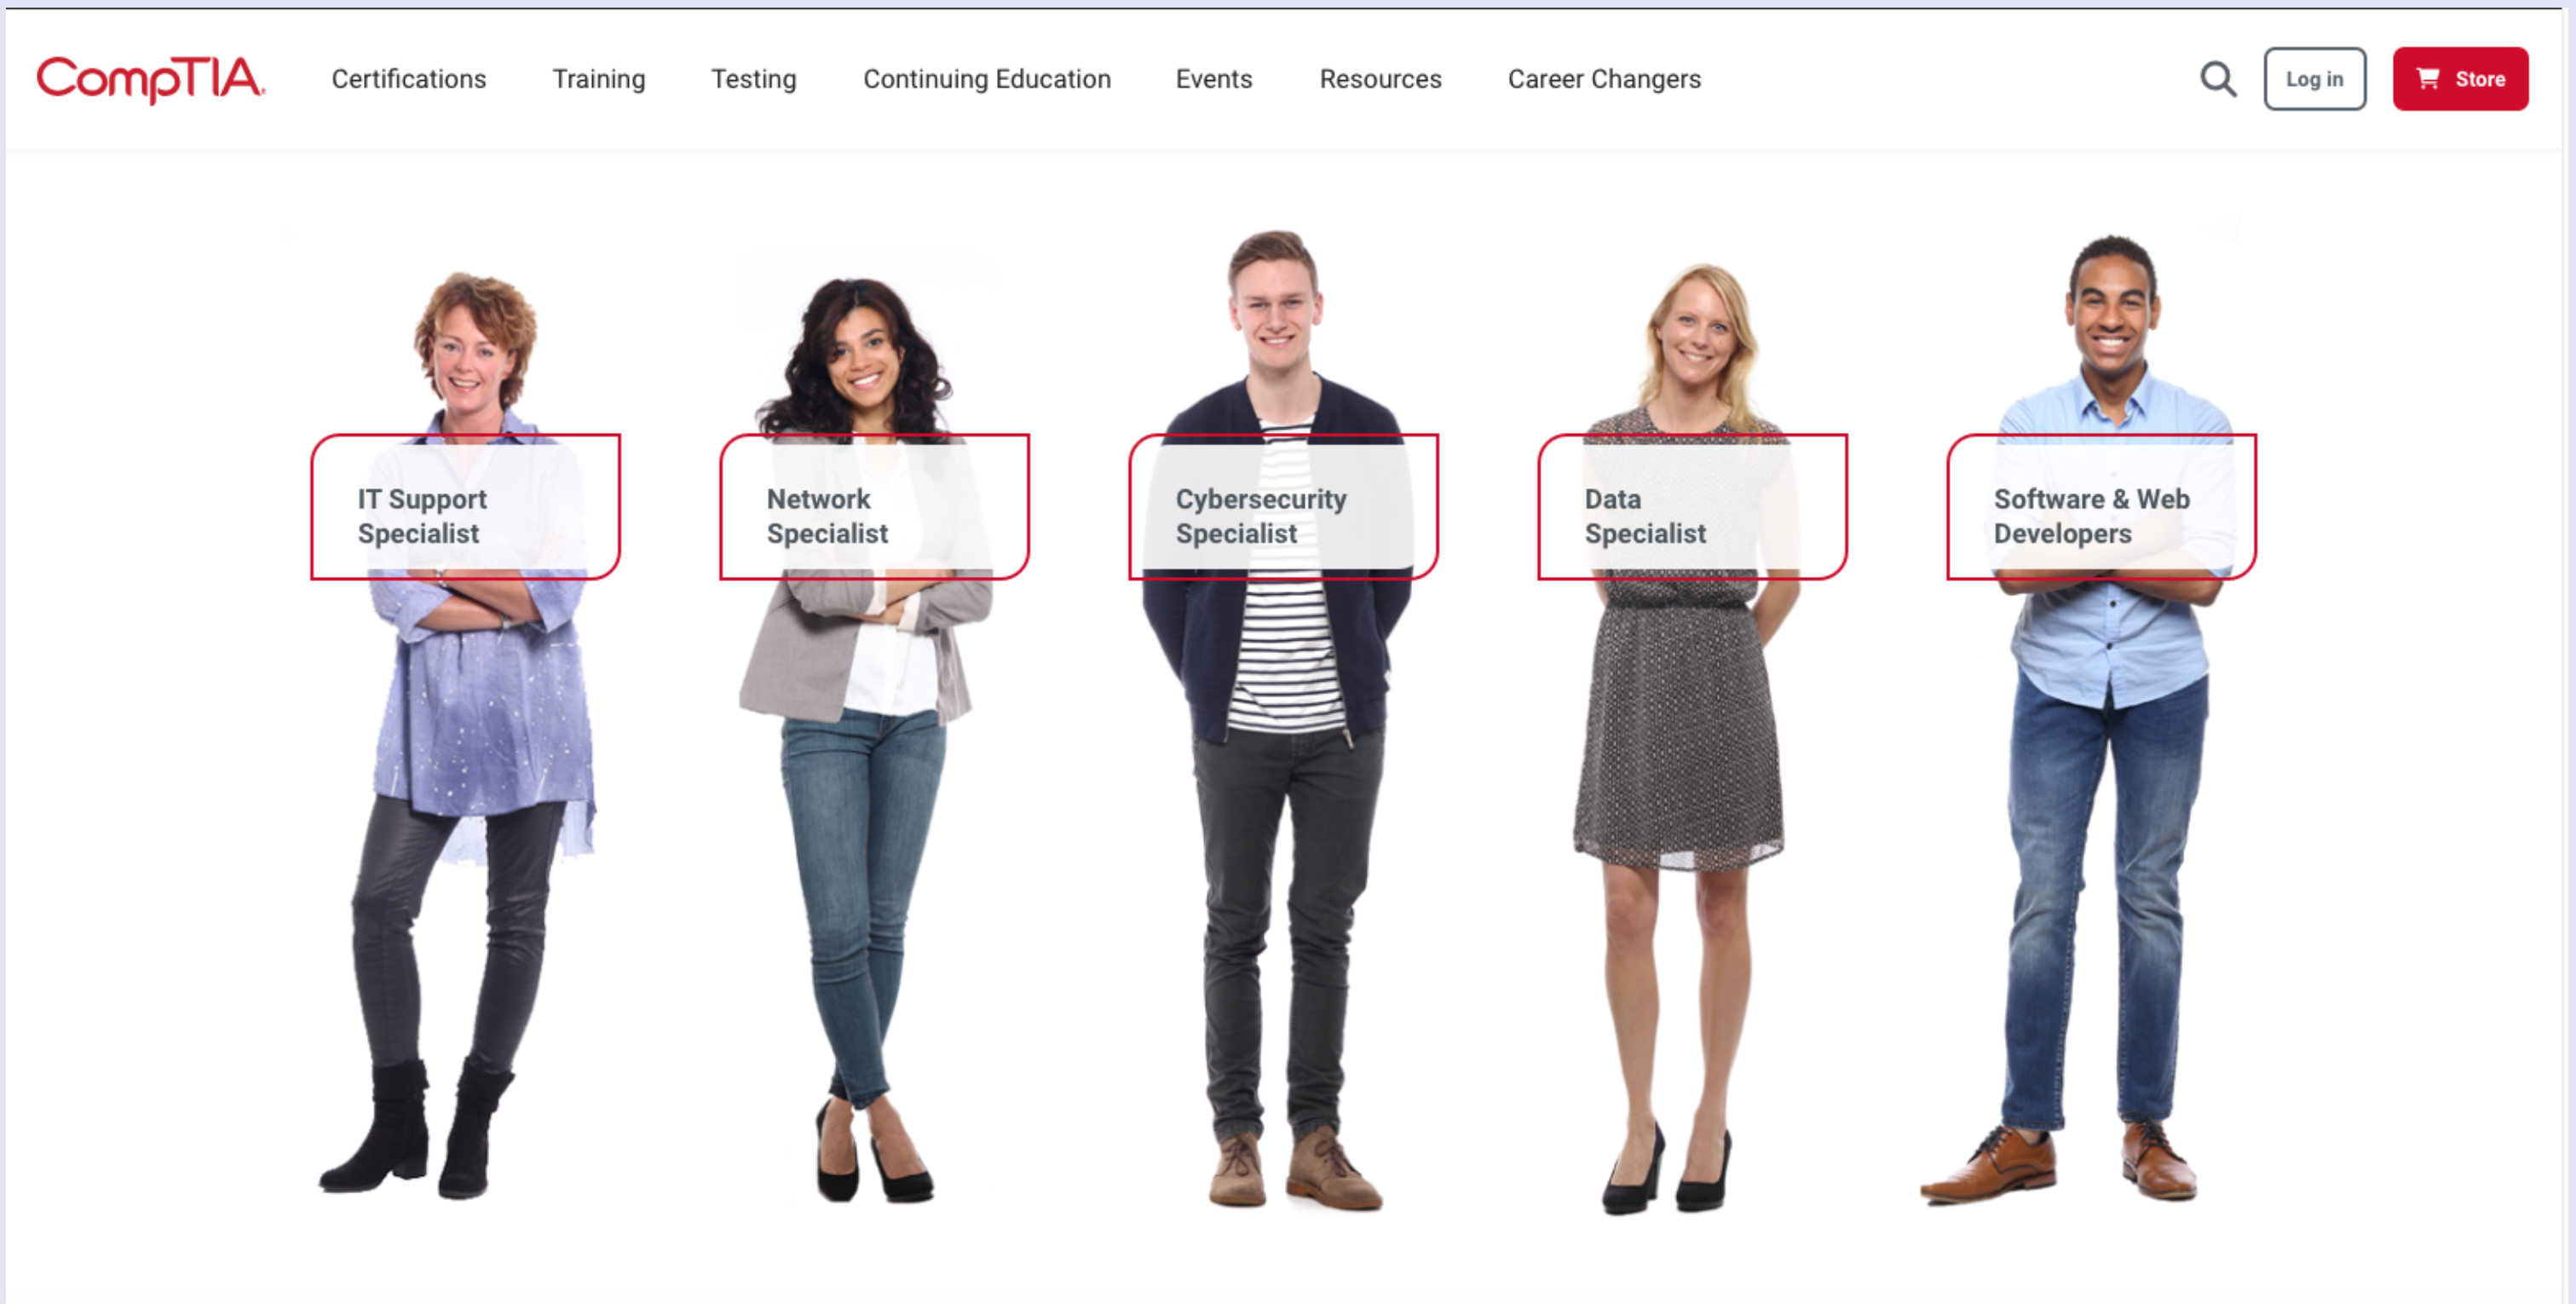 CompTIA. Certifications Training Testing Continuing Education Events Resources Career Changers Log in Store
IT Support
Specialist
Network
Specialist
Cybersecurity
Specialist
Data
Specialist
Software & Web
Developers